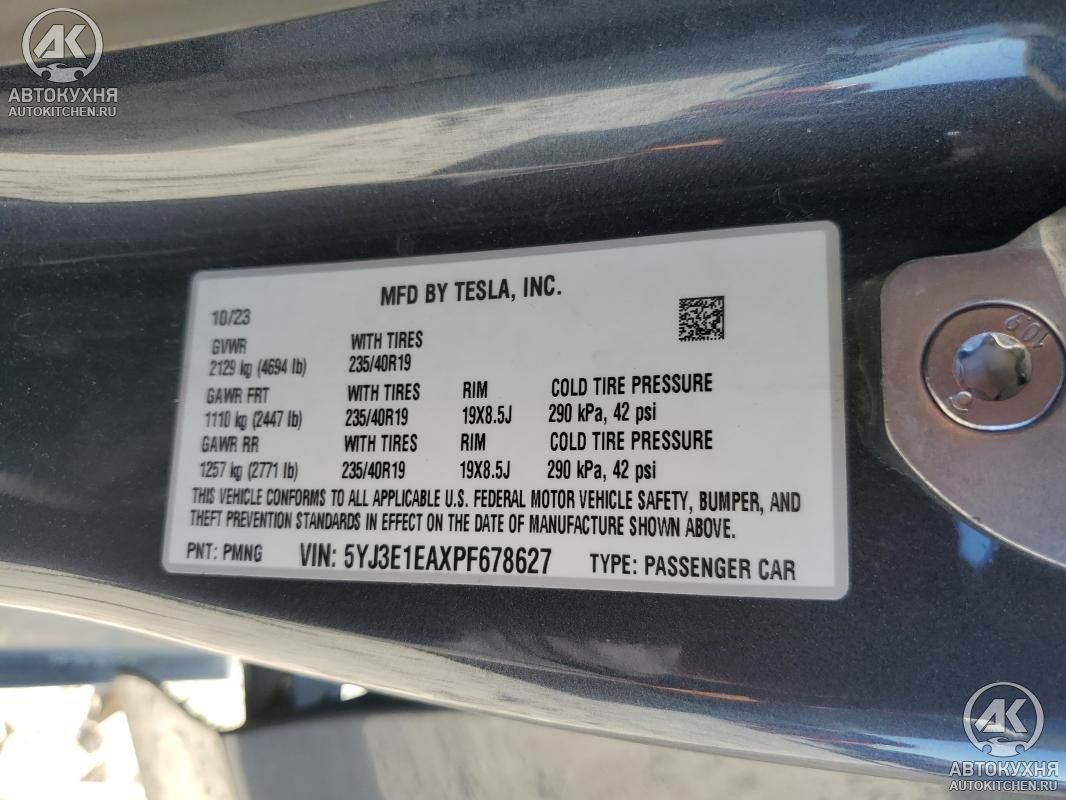 AK
АВТОКУХНЯ
AUTOKITCHEN.RU
MFD BY TESLA, INC.
10/23
GVWR WITH TIRES
2129 kg (4694 lb) 235/40R19
GAWR FRT WITH TIRES RIM COLD TIRE PRESSURE
1110 kg (2447 lb) 235/40R19 19X8.5J 290 kPa, 42 psi
GAWR RR WITH TIRES RIM COLD TIRE PRESSURE
1257 kg (2771 lb) 235/40R19 19X8.5J 290 kPa, 42 psi
THIS VEHICLE CONFORMS TO ALL APPLICABLE U.S. FEDERAL MOTOR VEHICLE SAFETY, BUMPER, AND
THEFT PREVENTION STANDARDS IN EFFECT ON THE DATE OF MANUFACTURE SHOWN ABOVE.
PNT: PMNG VIN: 5YJ3E1EAXPF678627 TYPE: PASSENGER CAR
10.9
AK
АВТОКУХНЯ
AUTOKITCHEN.RU